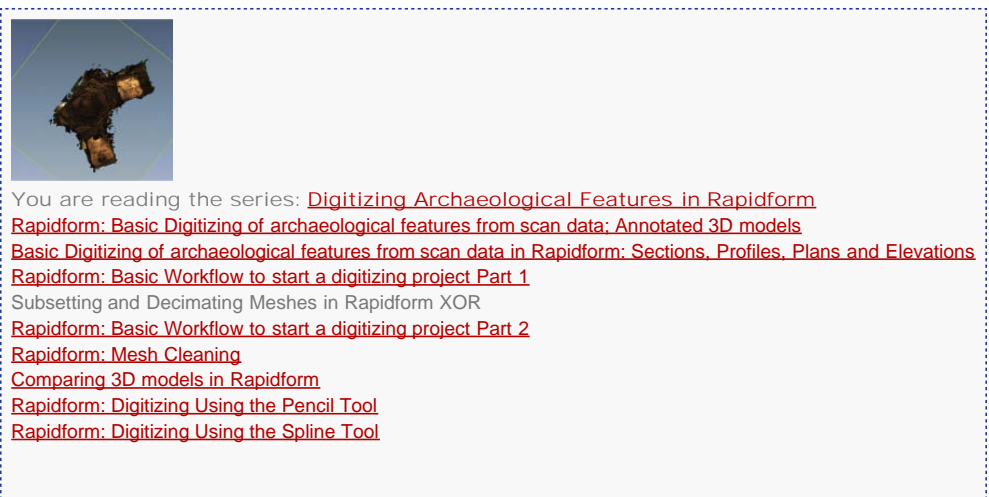 You are reading the series: Digitizing Archaeological Features in Rapidform
Rapidform: Basic Digitizing of archaeological features from scan data; Annotated 3D models
Basic Digitizing of archaeological features from scan data in Rapidform: Sections, Profiles, Plans and Elevations
Rapidform: Basic Workflow to start a digitizing project Part 1
Subsetting and Decimating Meshes in Rapidform XOR
Rapidform: Basic Workflow to start a digitizing project Part 2
Rapidform: Mesh Cleaning
Comparing 3D models in Rapidform
Rapidform: Digitizing Using the Pencil Tool
Rapidform: Digitizing Using the Spline Tool